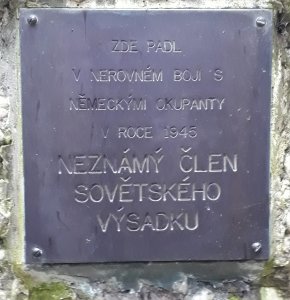 ZDE PADL
V NEROVNÉM BOJI S
NĚMECKÝMI OKUPANTY
V ROCE 1945
NEZNÁMÝ ČLEN
SOVĚTSKÉHO
VÝSADKU